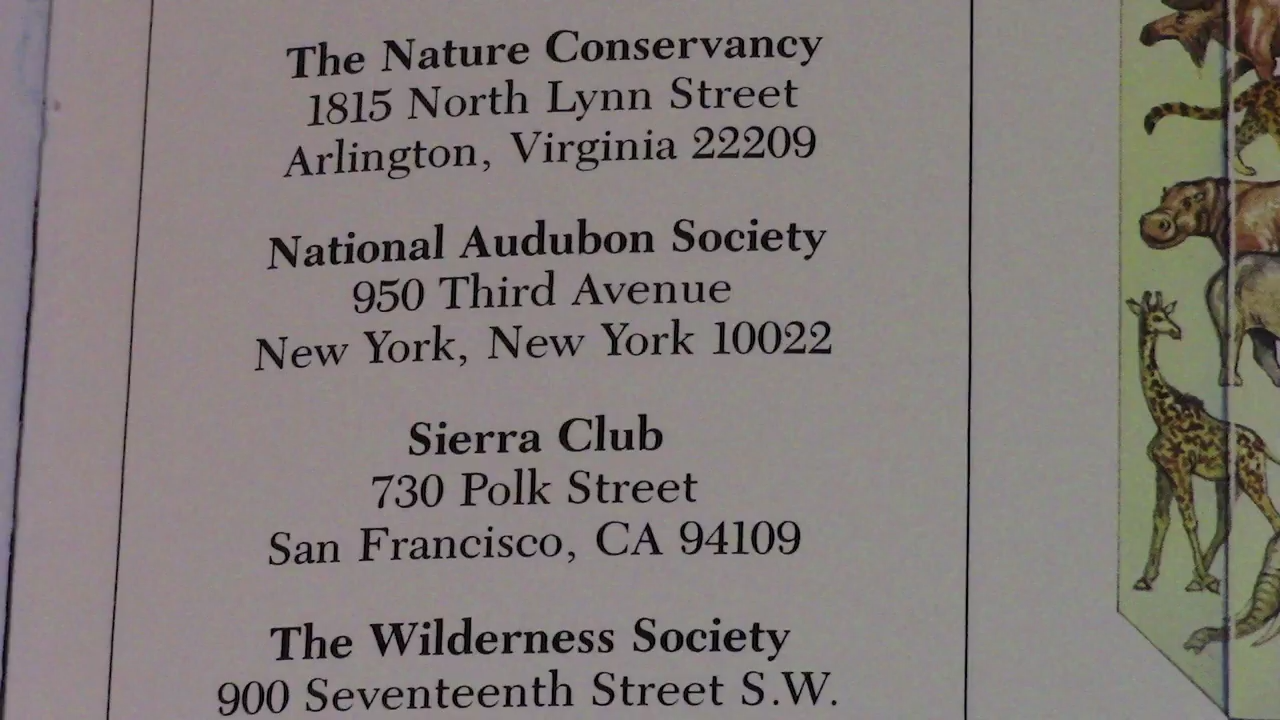 The Nature Conservancy
1815 North Lynn Street
Arlington, Virginia 22209
National Audubon Society
950 Third Avenue
New York, New York 10022
Sierra Club
730 Polk Street
San Francisco, CA 94109
The Wilderness Society
900 Seventeenth Street S.W.